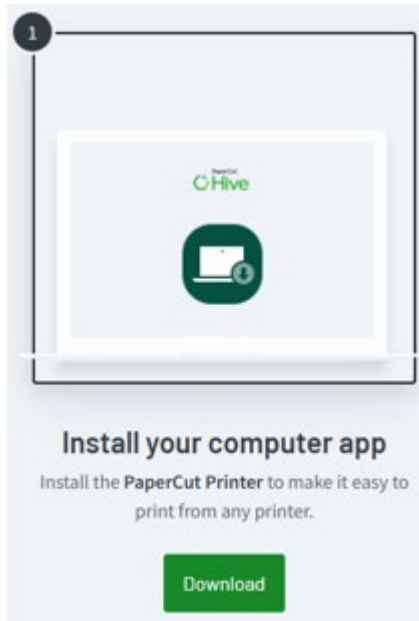 1
PaperCut
Hive
Install your computer app
Install the PaperCut Printer to make it easy to
print from any printer.
Download